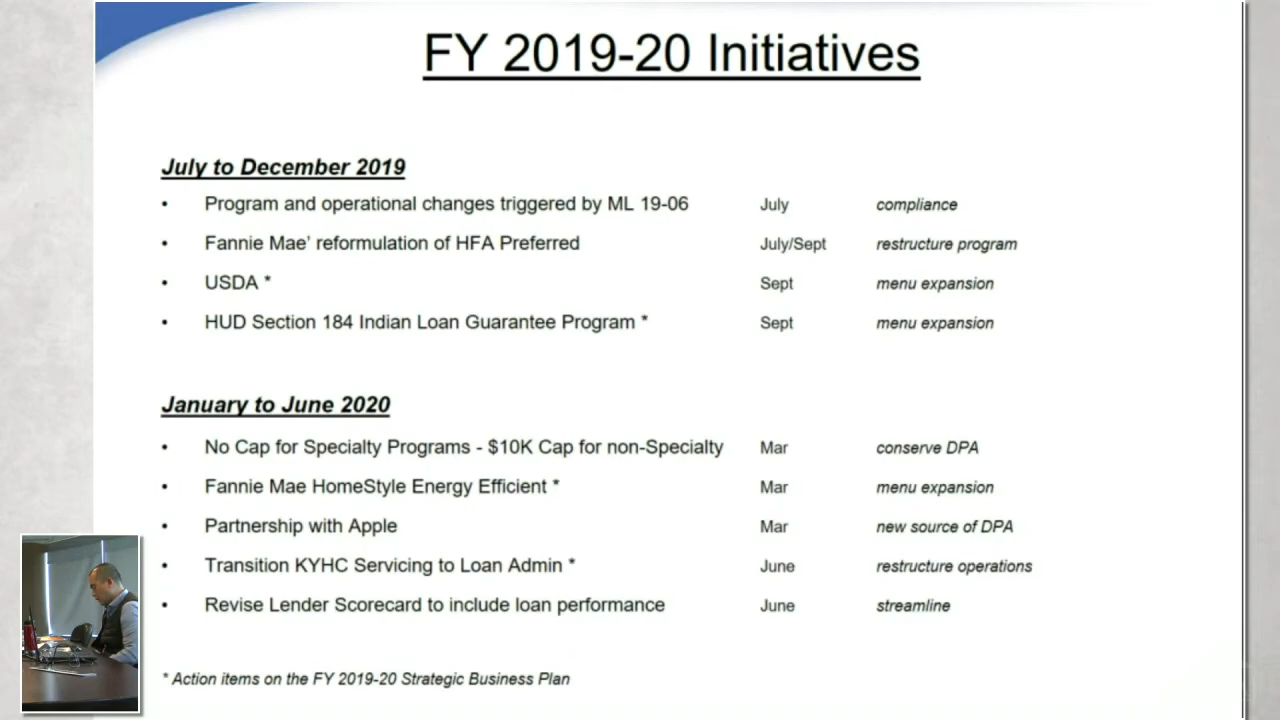 FY 2019-20 Initiatives
July to December 2019
• Program and operational changes triggered by ML 19-06 July compliance
• Fannie Mae’ reformulation of HFA Preferred July/Sept restructure program
• USDA * Sept menu expansion
• HUD Section 184 Indian Loan Guarantee Program * Sept menu expansion
January to June 2020
• No Cap for Specialty Programs - $10K Cap for non-Specialty Mar conserve DPA
• Fannie Mae HomeStyle Energy Efficient * Mar menu expansion
• Partnership with Apple Mar new source of DPA
• Transition KYHC Servicing to Loan Admin * June restructure operations
• Revise Lender Scorecard to include loan performance June streamline
* Action items on the FY 2019-20 Strategic Business Plan